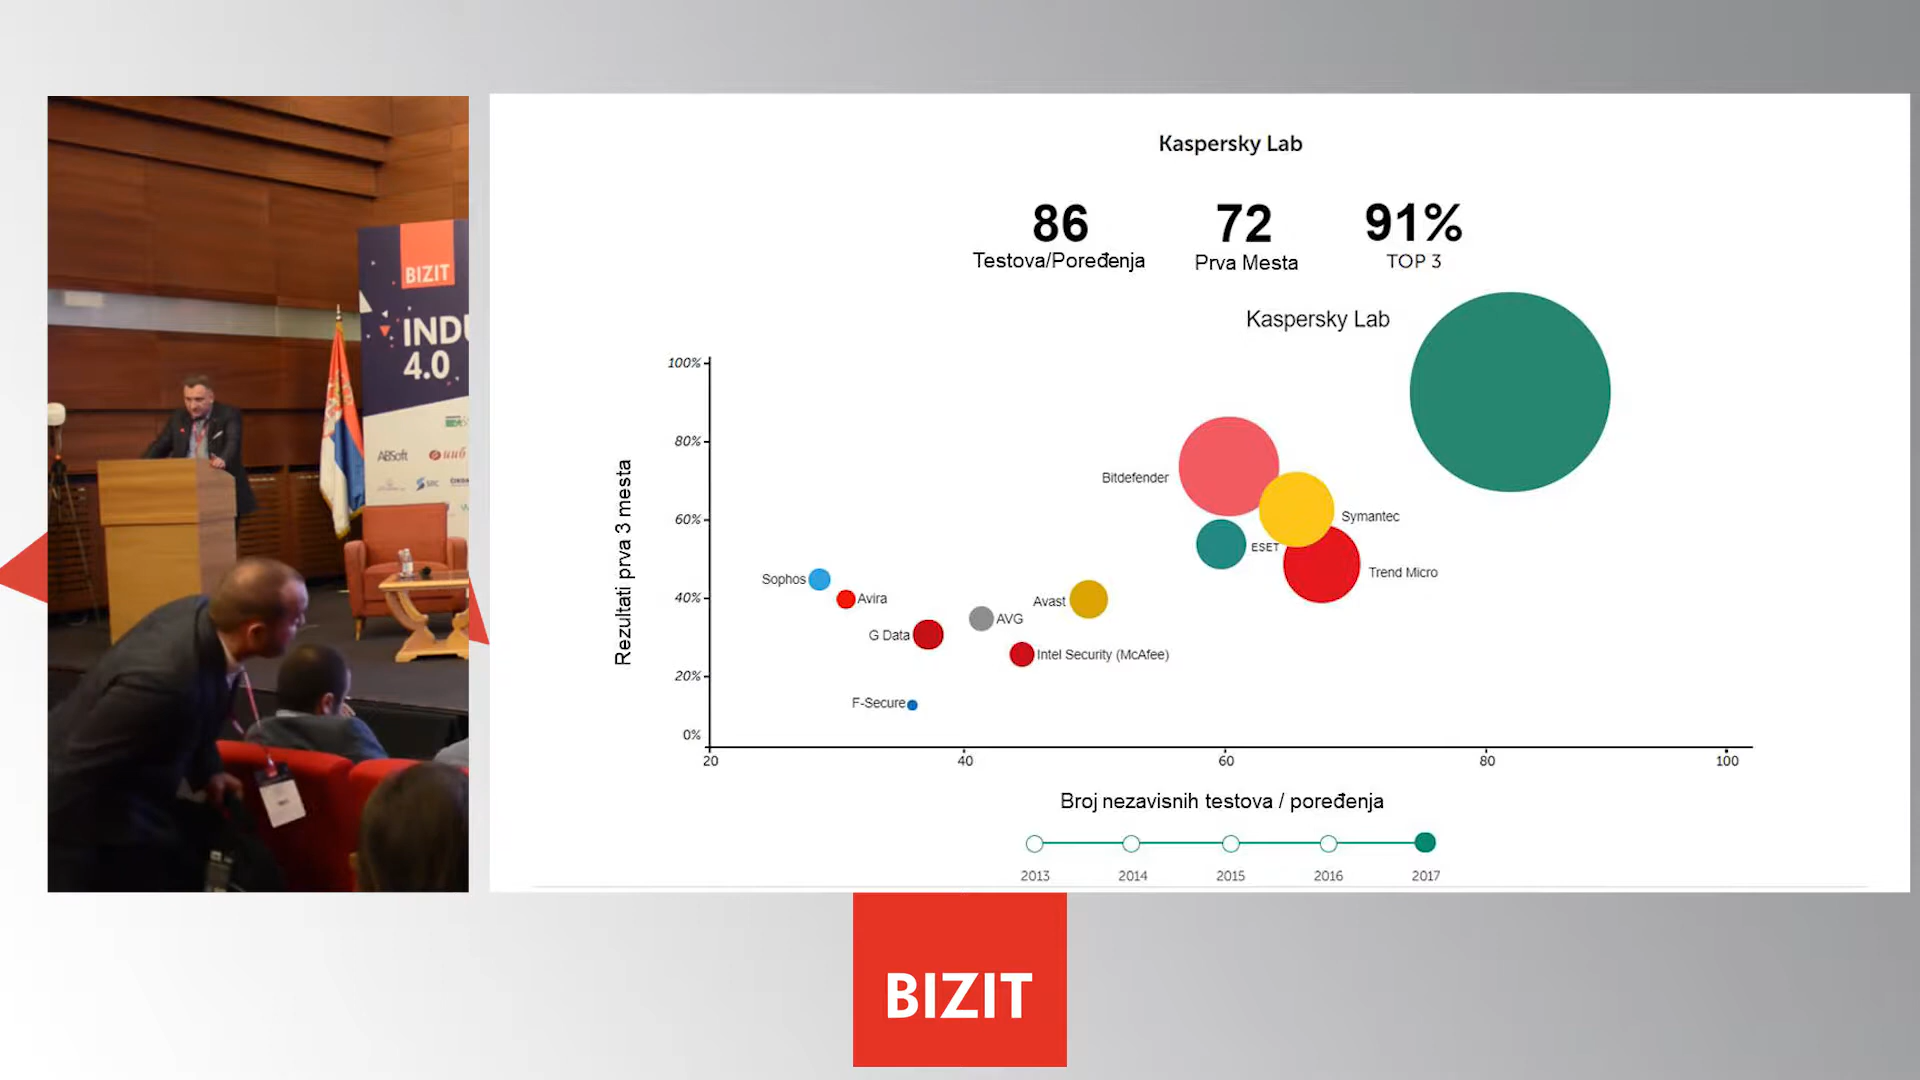 BIZIT
INDU
4.0
ABSoft
SBC
Kaspersky Lab
86
Testova/Poređenja
72
Prva Mesta
91%
TOP 3
Kaspersky Lab
100%
80%
60%
40%
20%
0%
Rezultati prva 3 mesta
Bitdefender
Symantec
ESET
Trend Micro
Sophos
Avira
Avast
AVG
G Data
Intel Security (McAfee)
F-Secure
20
40
60
80
100
Broj nezavisnih testova / poređenja
2013
2014
2015
2016
2017
BIZIT